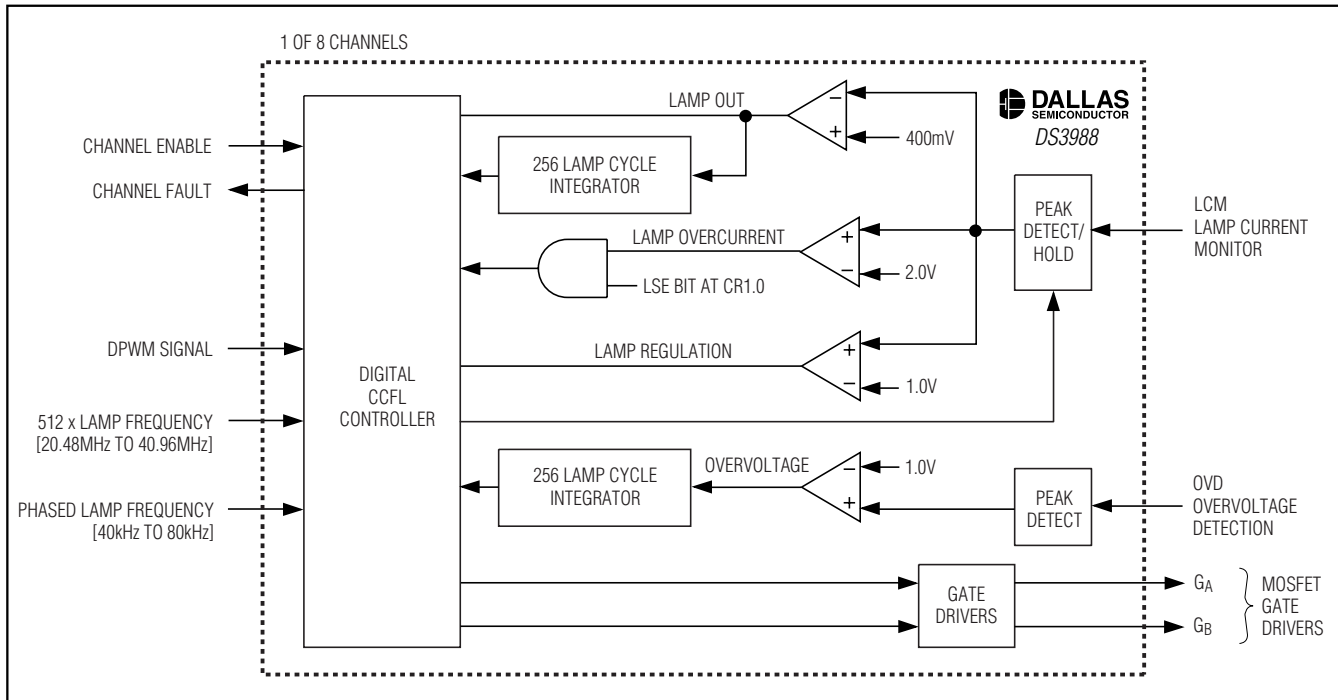 1 OF 8 CHANNELS
DALLAS
SEMICONDUCTOR
DS3988
CHANNEL ENABLE
CHANNEL FAULT
DPWM SIGNAL
512 x LAMP FREQUENCY
[20.48MHz TO 40.96MHz]
PHASED LAMP FREQUENCY
[40kHz TO 80kHz]
DIGITAL
CCFL
CONTROLLER
LAMP OUT
−
+
400mV
256 LAMP CYCLE
INTEGRATOR
LAMP OVERCURRENT
+
−
2.0V
LSE BIT AT CR1.0
LAMP REGULATION
+
−
1.0V
256 LAMP CYCLE
INTEGRATOR
OVERVOLTAGE
−
+
1.0V
PEAK
DETECT/
HOLD
LCM
LAMP CURRENT
MONITOR
PEAK
DETECT
OVD
OVERVOLTAGE
DETECTION
GATE
DRIVERS
GA
GB
MOSFET
GATE
DRIVERS